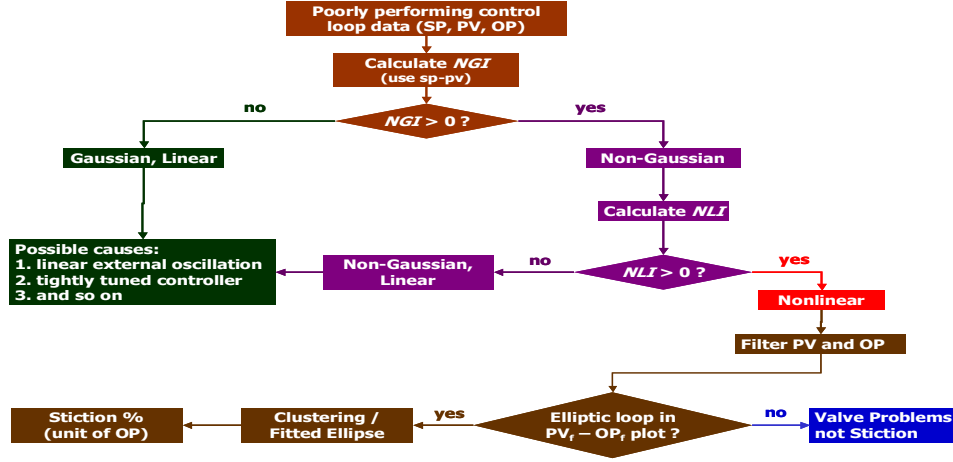 Poorly performing control
loop data (SP, PV, OP)
Calculate NGI
(use sp-pv)
no
yes
NGI > 0 ?
Gaussian, Linear
Non-Gaussian
Calculate NLI
Possible causes:
1. linear external oscillation
2. tightly tuned controller
3. and so on
Non-Gaussian,
Linear
no
NLI > 0 ?
yes
Nonlinear
Filter PV and OP
Stiction %
(unit of OP)
Clustering /
Fitted Ellipse
yes
Elliptic loop in
PVf – OPf plot ?
no
Valve Problems
not Stiction